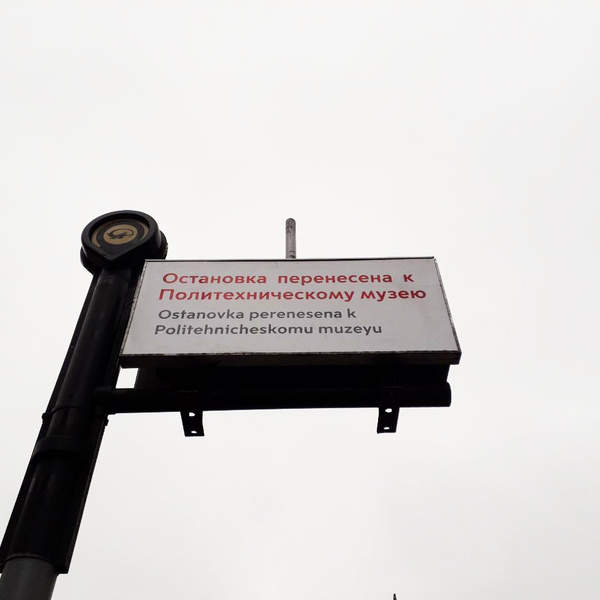 Остановка перенесена к
Политехническому музею
Ostanovka perenesena k
Politehnicheskomu muzeyu